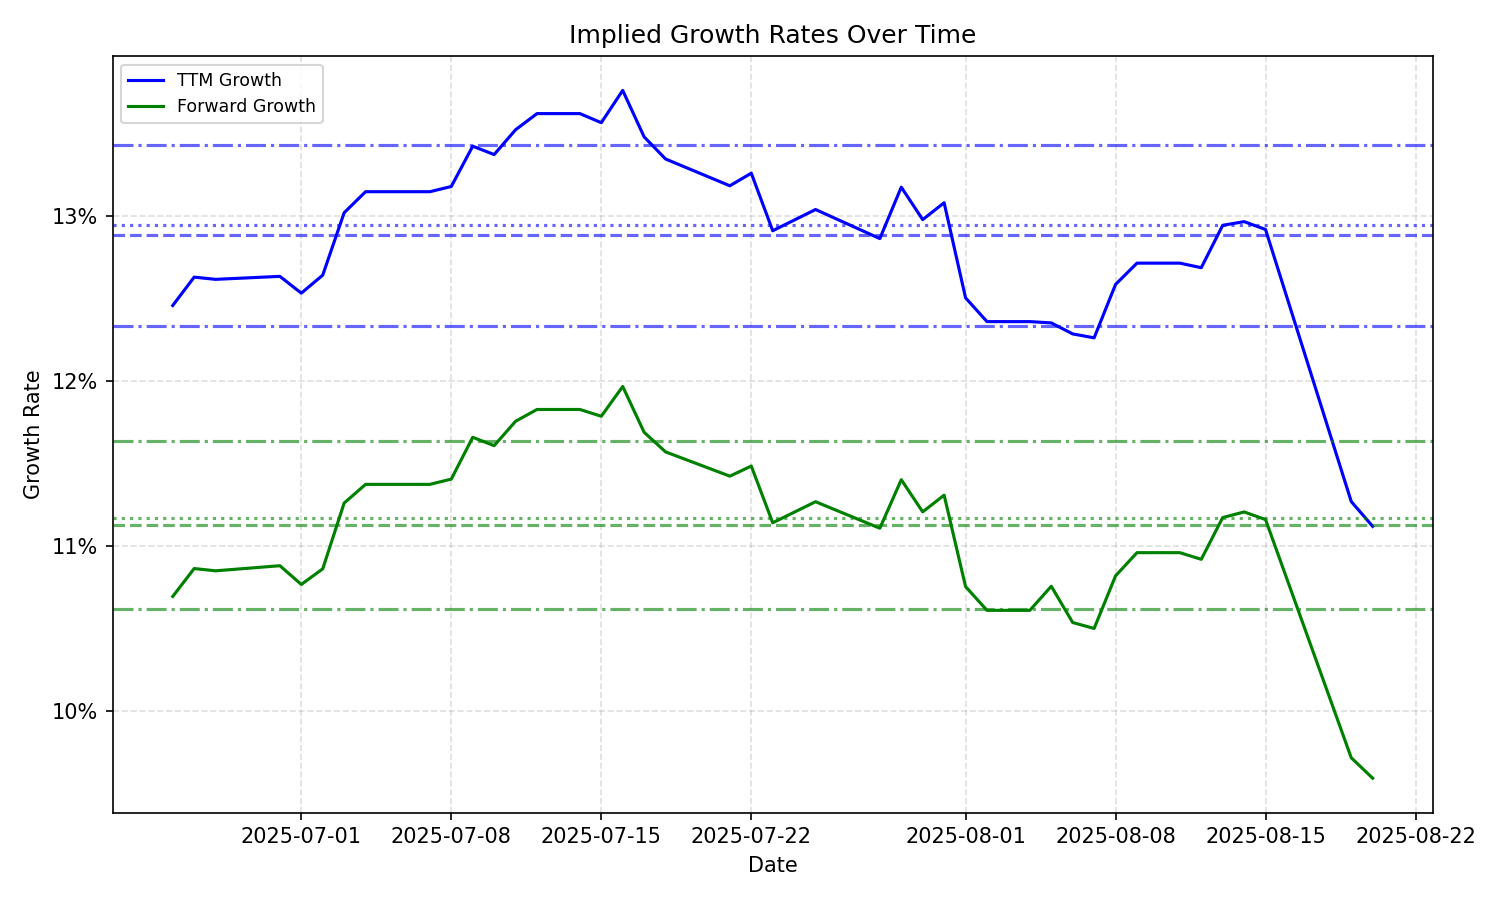 Implied Growth Rates Over Time
TTM Growth
Forward Growth
13%
12%
11%
10%
Growth Rate
2025-07-01 2025-07-08 2025-07-15 2025-07-22 2025-08-01 2025-08-08 2025-08-15 2025-08-22
Date